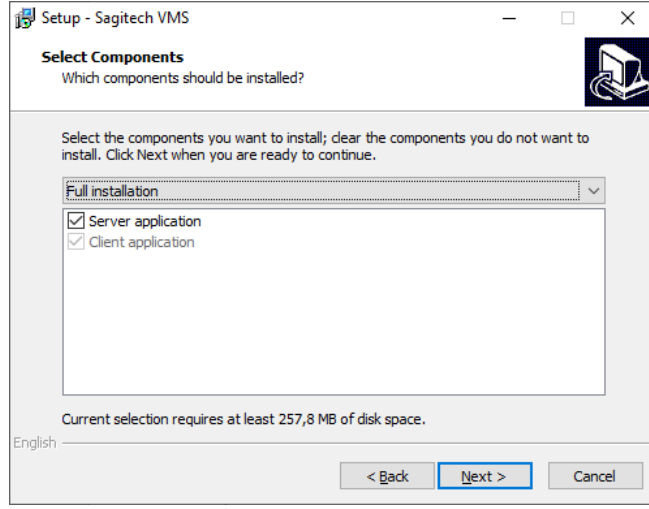 Setup - Sagitech VMS
Select Components
Which components should be installed?
Select the components you want to install; clear the components you do not want to
install. Click Next when you are ready to continue.
Full installation
Server application
Client application
Current selection requires at least 257,8 MB of disk space.
English
< Back
Next >
Cancel